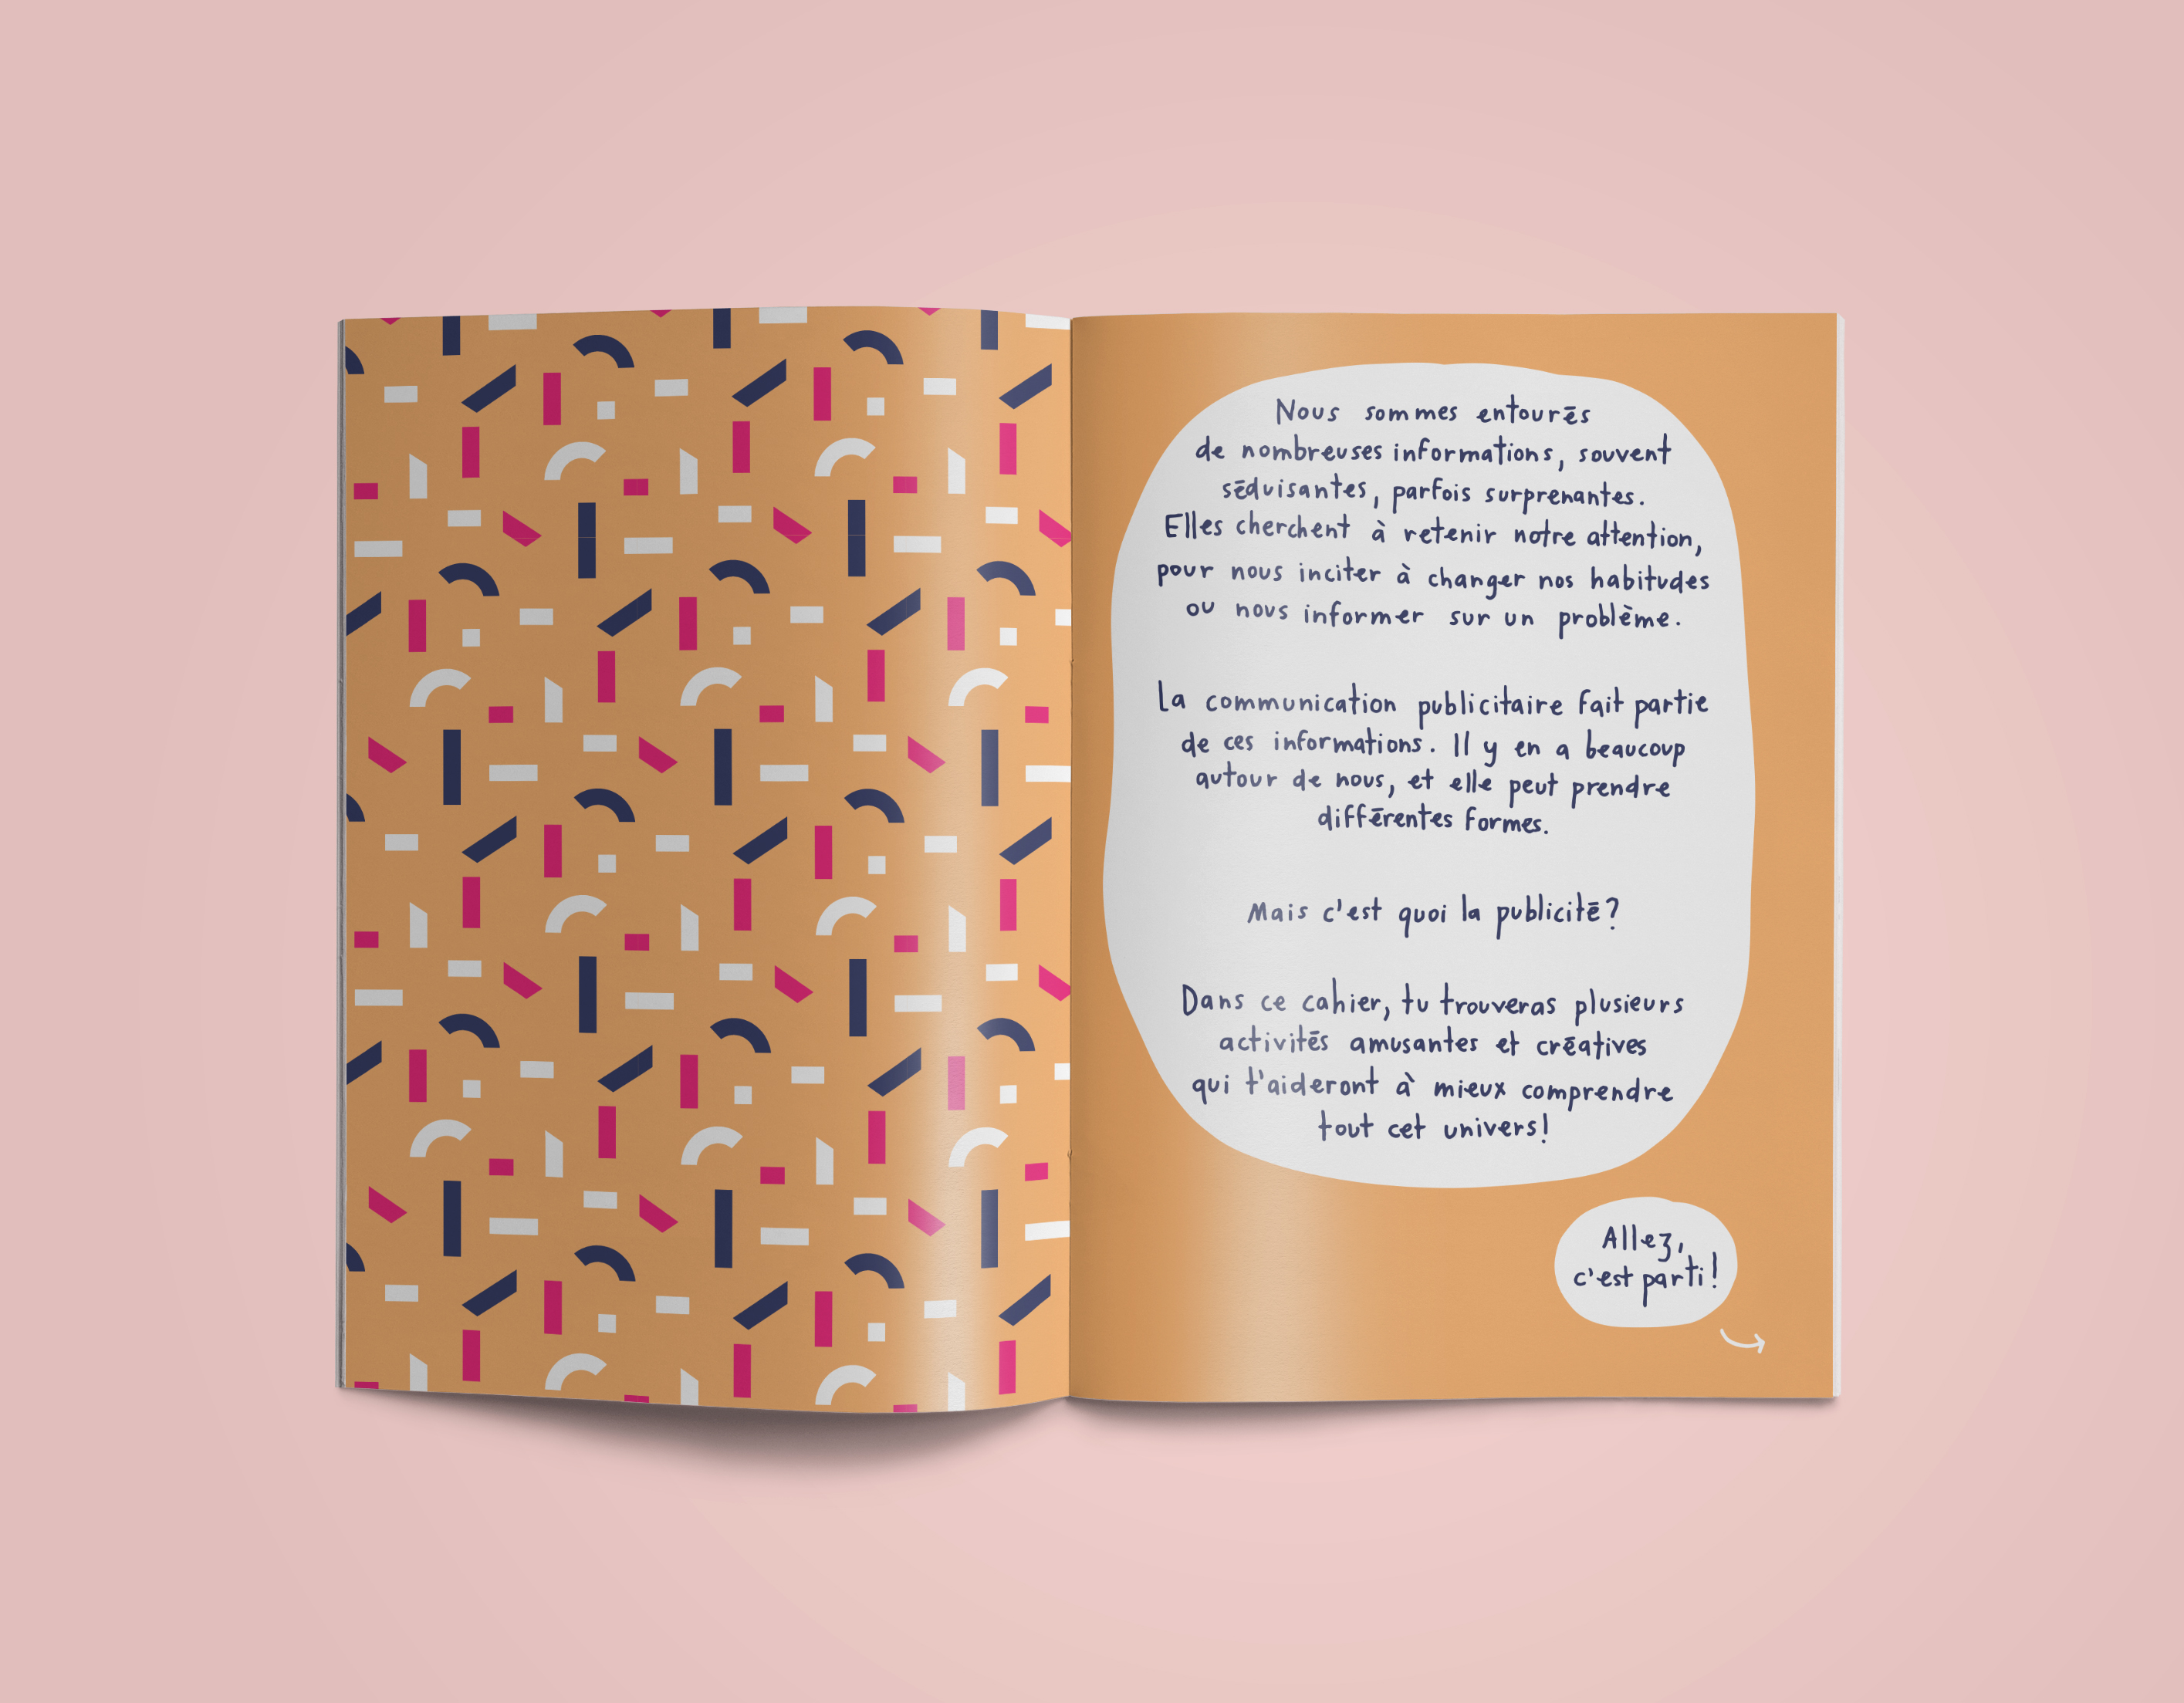 Nous sommes entourés
de nombreuses informations, souvent
séduisantes, parfois surprenantes.
Elles cherchent à retenir notre attention,
pour nous inciter à changer nos habitudes
ou nous informer sur un problème.
La communication publicitaire fait partie
de ces informations. Il y en a beaucoup
autour de nous, et elle peut prendre
différentes formes.
Mais c'est quoi la publicité?
Dans ce cahier, tu trouveras plusieurs
activités amusantes et créatives
qui t'aideront à mieux comprendre
tout cet univers!
Allez,
c'est parti!